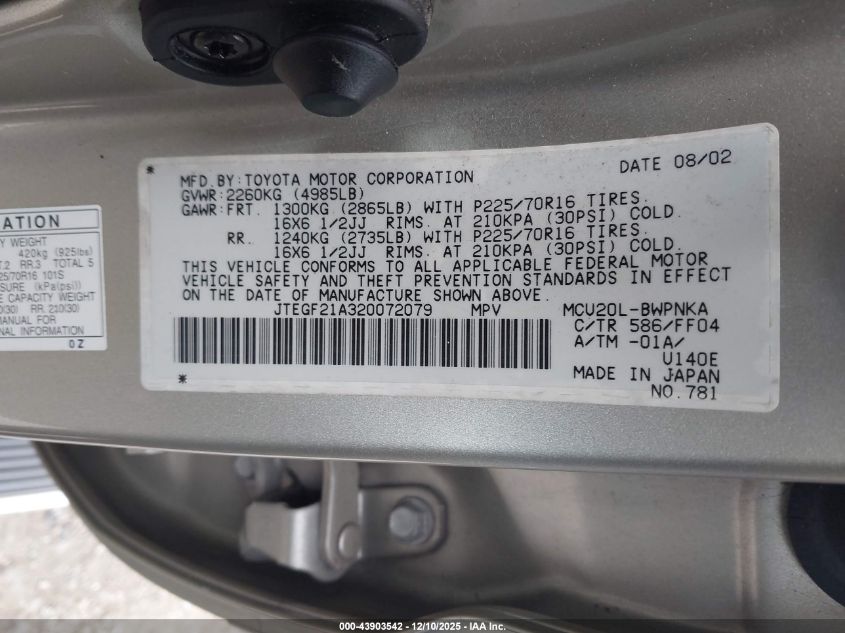 MFD.BY:TOYOTA MOTOR CORPORATION DATE 08/02
GVWR:2260KG (4985LB)
GAWR:FRT. 1300KG (2865LB) WITH P225/70R16 TIRES.
16X6 1/2JJ RIMS. AT 210KPA (30PSI) COLD.
RR. 1240KG (2735LB) WITH P225/70R16 TIRES.
16X6 1/2JJ RIMS. AT 210KPA (30PSI) COLD.
THIS VEHICLE CONFORMS TO ALL APPLICABLE FEDERAL MOTOR
VEHICLE SAFETY AND THEFT PREVENTION STANDARDS IN EFFECT
ON THE DATE OF MANUFACTURE SHOWN ABOVE.
JTEGF21A320072079 MPV MCU20L-BWPNKA
C/TR 586/FF04
A/TM -01A/
U140E
MADE IN JAPAN
NO.781
WEIGHT
420kg (925lbs)
RR.3 TOTAL 5
70R16 101S
(kPa(psi))
CAPACITY WEIGHT
(30) RR. 210(30)
MANUAL FOR
INFORMATION
0Z
000-43903542 - 12/10/2025 - IAA Inc.